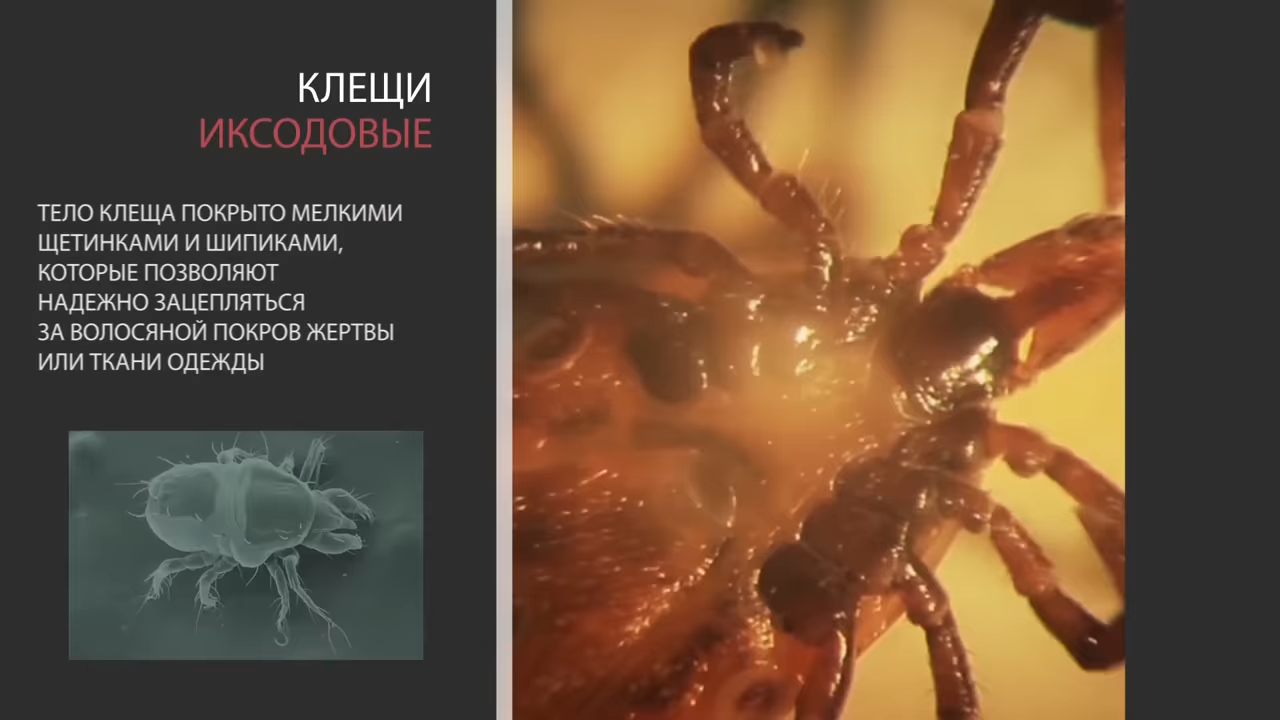 КЛЕЩИ
ИКСОДОВЫЕ
ТЕЛО КЛЕЩА ПОКРЫТО МЕЛКИМИ
ЩЕТИНКАМИ И ШИПИКАМИ,
КОТОРЫЕ ПОЗВОЛЯЮТ
НАДЕЖНО ЗАЦЕПЛЯТЬСЯ
ЗА ВОЛОСЯНОЙ ПОКРОВ ЖЕРТВЫ
ИЛИ ТКАНИ ОДЕЖДЫ